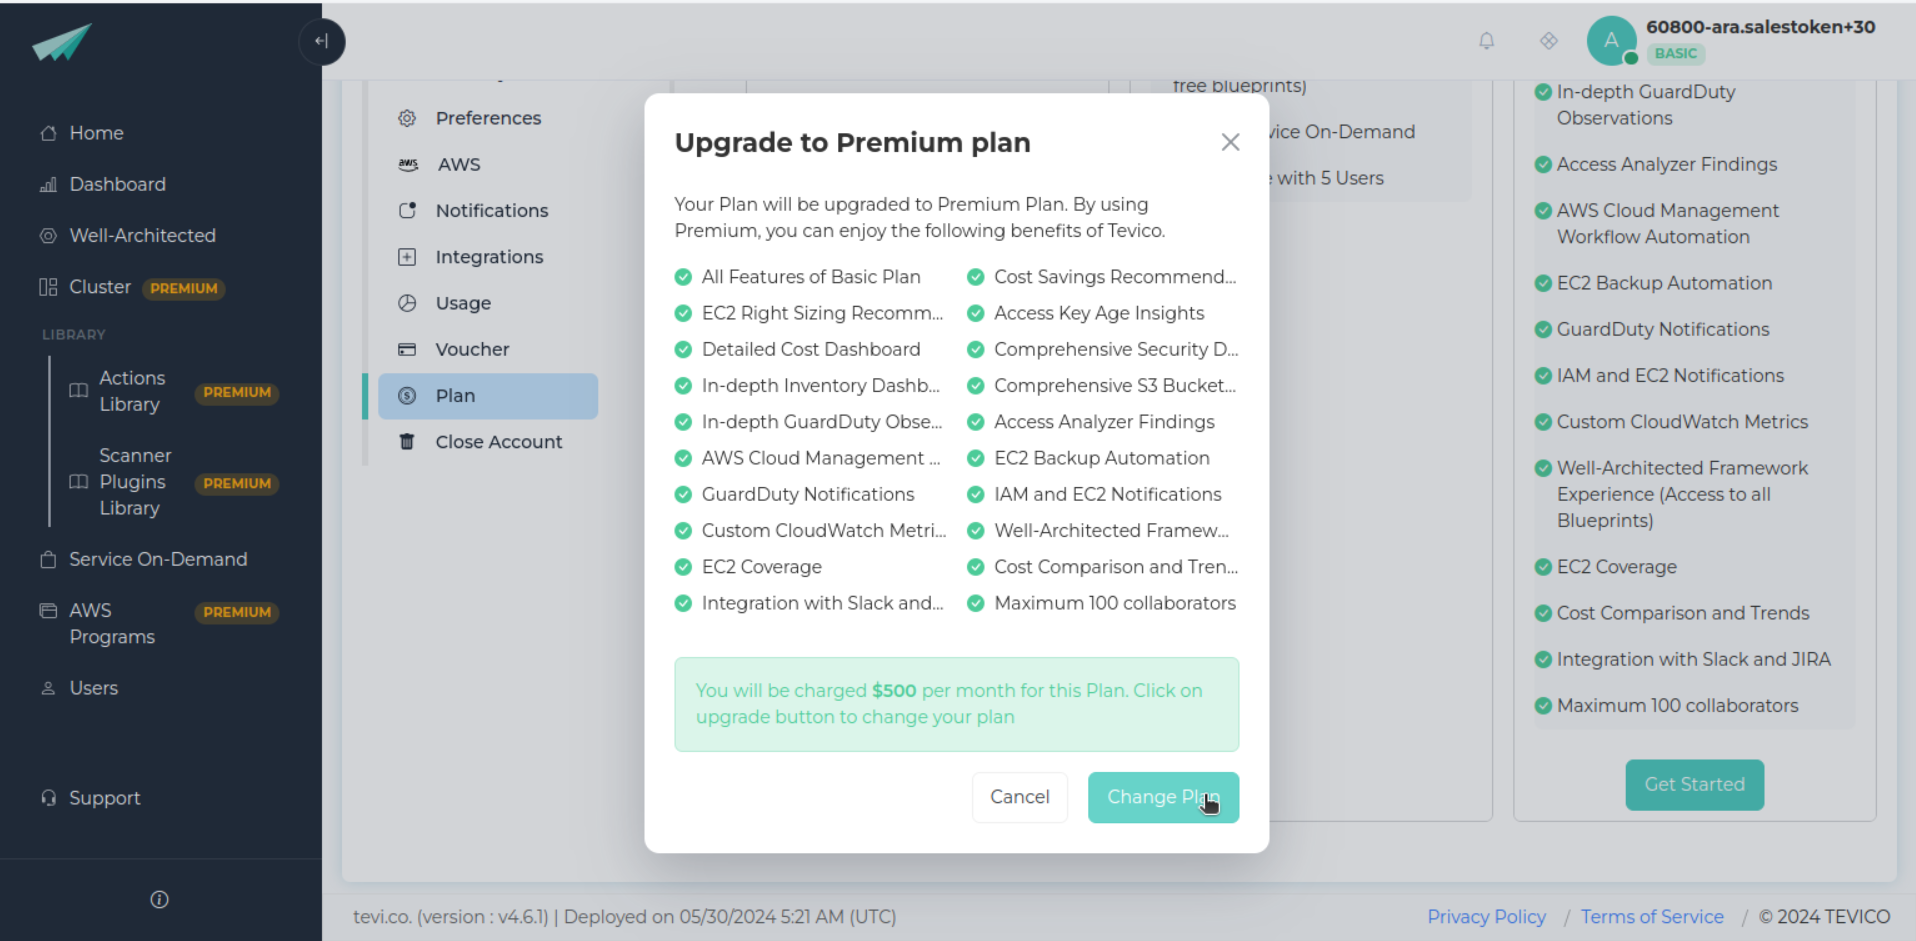 60800-ara.salestoken+30
A
BASIC
Home
Dashboard
Well-Architected
Cluster PREMIUM
LIBRARY
Actions
Library
PREMIUM
Scanner
Plugins
Library
PREMIUM
Service On-Demand
AWS
Programs
PREMIUM
Users
Support
Preferences
aws AWS
Notifications
Integrations
Usage
Voucher
Plan
Close Account
free blueprints)
vice On-Demand
with 5 Users
Upgrade to Premium plan
Your Plan will be upgraded to Premium Plan. By using
Premium, you can enjoy the following benefits of Tevico.
All Features of Basic Plan
Cost Savings Recommend...
EC2 Right Sizing Recomm...
Access Key Age Insights
Detailed Cost Dashboard
Comprehensive Security D...
In-depth Inventory Dashb...
Comprehensive S3 Bucket...
In-depth GuardDuty Obse...
Access Analyzer Findings
AWS Cloud Management ...
EC2 Backup Automation
GuardDuty Notifications
IAM and EC2 Notifications
Custom CloudWatch Metri...
Well-Architected Framew...
EC2 Coverage
Cost Comparison and Tren...
Integration with Slack and...
Maximum 100 collaborators
You will be charged $500 per month for this Plan. Click on
upgrade button to change your plan
Cancel
Change Plan
In-depth GuardDuty
Observations
Access Analyzer Findings
AWS Cloud Management
Workflow Automation
EC2 Backup Automation
GuardDuty Notifications
IAM and EC2 Notifications
Custom CloudWatch Metrics
Well-Architected Framework
Experience (Access to all
Blueprints)
EC2 Coverage
Cost Comparison and Trends
Integration with Slack and JIRA
Maximum 100 collaborators
Get Started
tevi.co. (version : v4.6.1) | Deployed on 05/30/2024 5:21 AM (UTC)
Privacy Policy / Terms of Service / © 2024 TEVICO